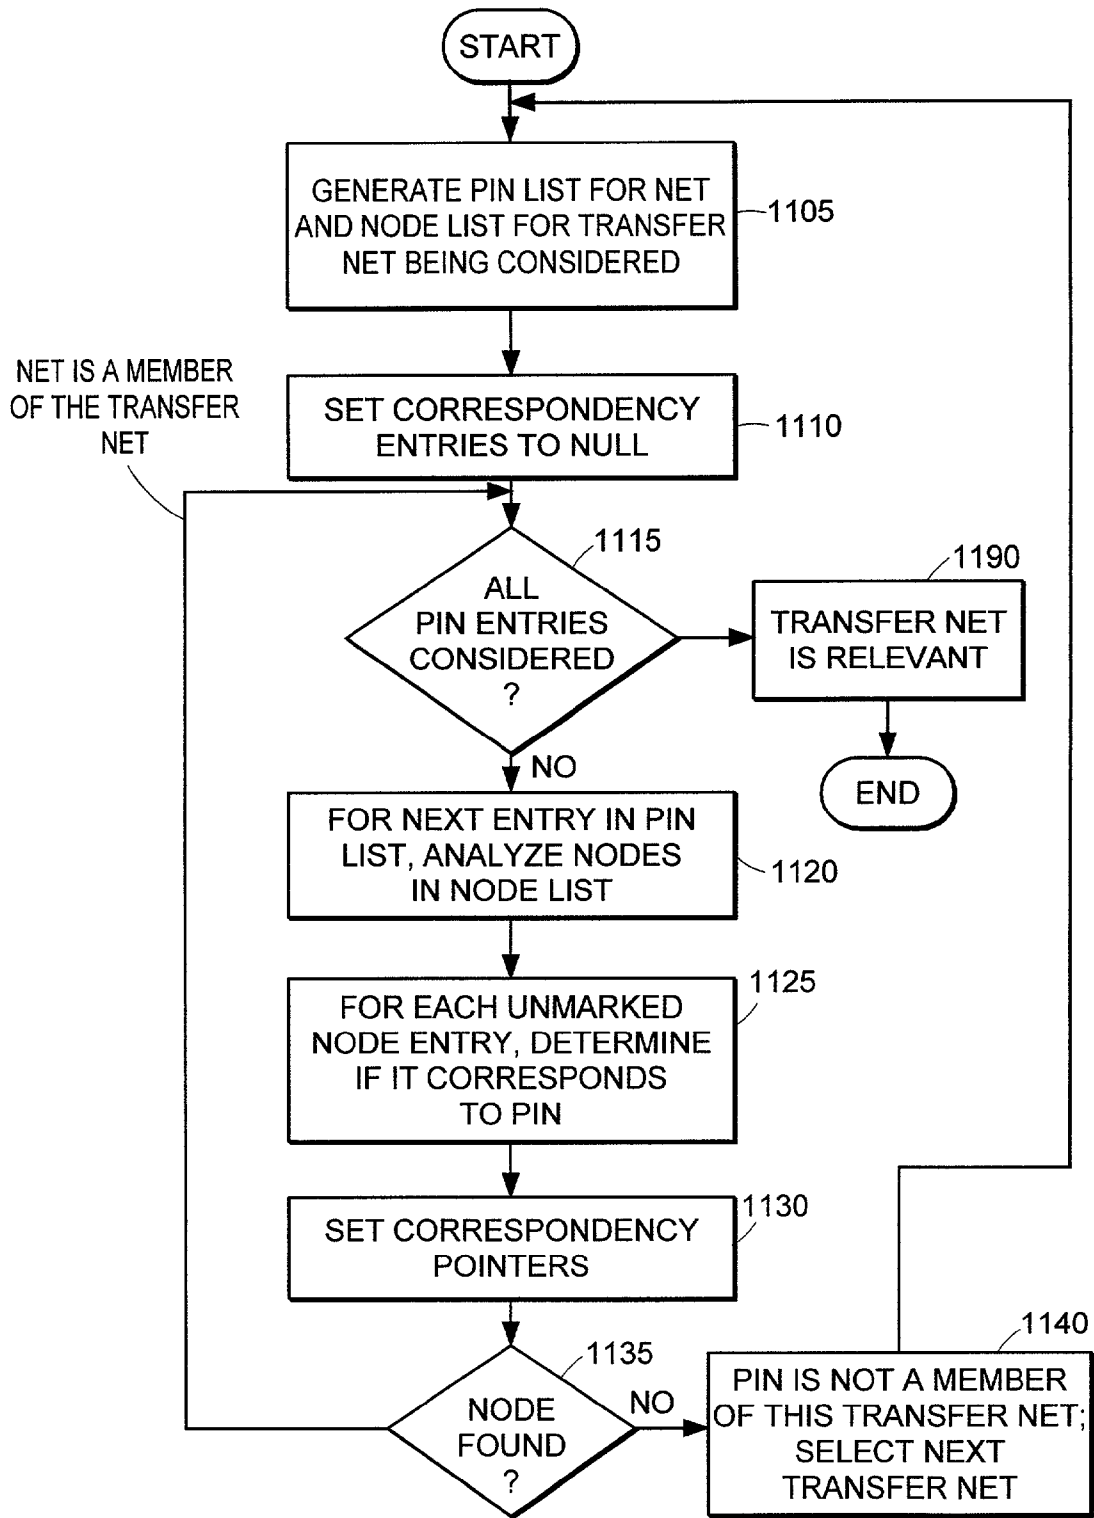 START
GENERATE PIN LIST FOR NET
AND NODE LIST FOR TRANSFER
NET BEING CONSIDERED
1105
NET IS A MEMBER
OF THE TRANSFER
NET
SET CORRESPONDENCY
ENTRIES TO NULL
1110
1115
ALL
PIN ENTRIES
CONSIDERED
?
1190
TRANSFER NET
IS RELEVANT
NO
END
FOR NEXT ENTRY IN PIN
LIST, ANALYZE NODES
IN NODE LIST
1120
1125
FOR EACH UNMARKED
NODE ENTRY, DETERMINE
IF IT CORRESPONDS
TO PIN
1130
SET CORRESPONDENCY
POINTERS
1135
NODE
FOUND
?
NO
1140
PIN IS NOT A MEMBER
OF THIS TRANSFER NET;
SELECT NEXT
TRANSFER NET